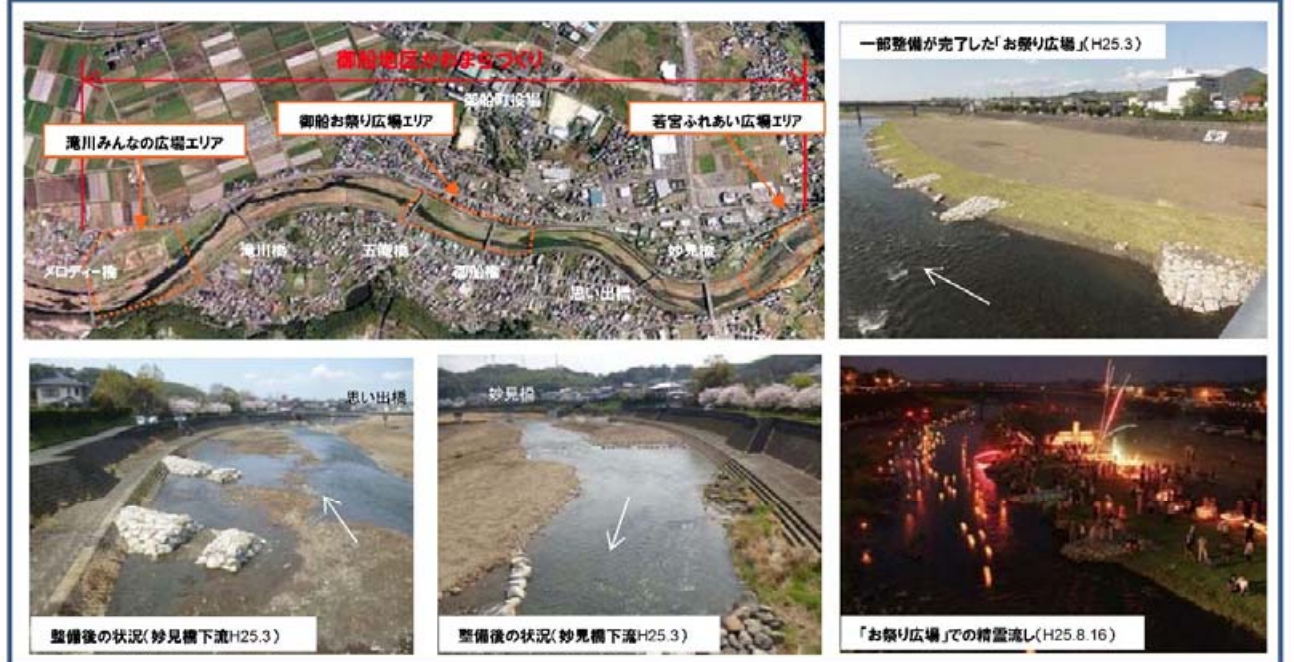 御船地区かわまちづくり
御船町役場
御船お祭り広場エリア
若宮ふれあい広場エリア
滝川みんなの広場エリア
メロディー橋
滝川橋
五庵橋
御船橋
思い出橋
妙見橋
一部整備が完了した「お祭り広場」(H25.3)
思い出橋
整備後の状況(妙見橋下流H25.3)
妙見橋
整備後の状況(妙見橋下流H25.3)
「お祭り広場」での精霊流し(H25.8.16)